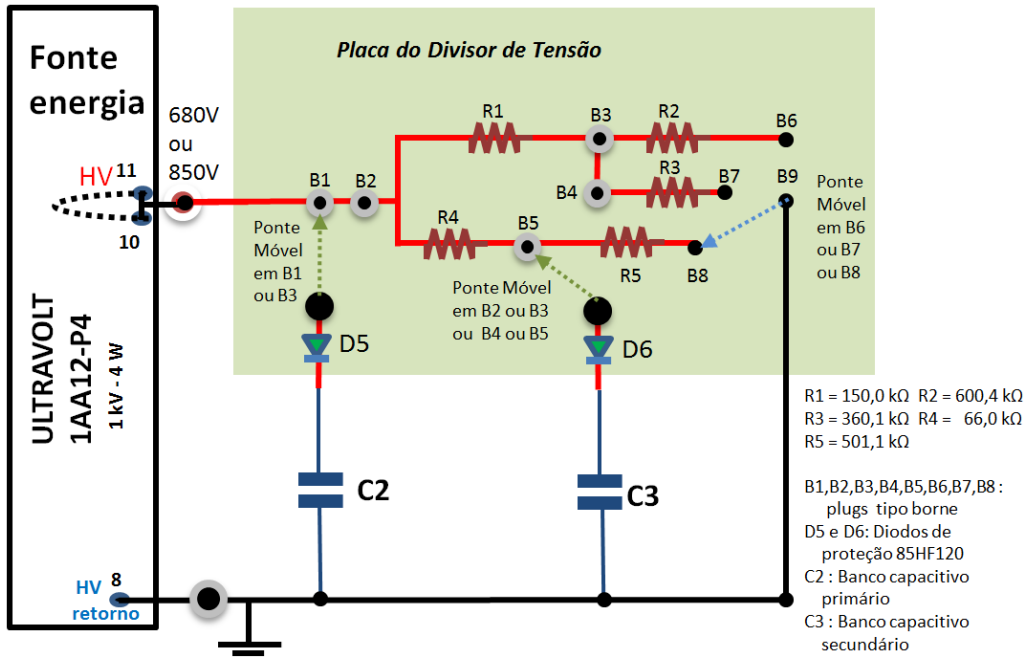 Placa do Divisor de Tensão
Fonte
energia
680V
ou
850V
HV
11
10
ULTRAVOLT
1AA12-P4
1 kV - 4 W
HV
retorno
8
B1
B2
R1
B3
R2
B6
B4
R3
B7
B9
R4
B5
R5
B8
Ponte
Móvel
em B1
ou B3
Ponte Móvel
em B2 ou B3
ou B4 ou B5
Ponte
Móvel
em B6
ou B7
ou B8
D5
D6
C2
C3
R1 = 150,0 kΩ R2 = 600,4 kΩ
R3 = 360,1 kΩ R4 = 66,0 kΩ
R5 = 501,1 kΩ
B1,B2,B3,B4,B5,B6,B7,B8 :
plugs tipo borne
D5 e D6: Diodos de
proteção 85HF120
C2 : Banco capacitivo
primário
C3 : Banco capacitivo
secundário